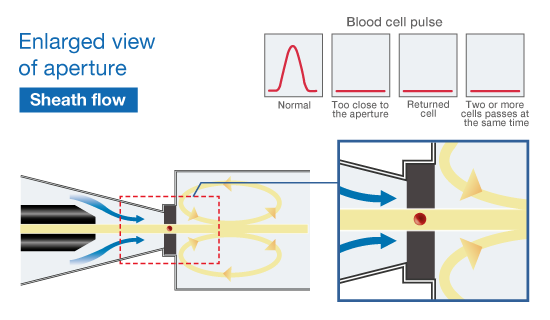 Enlarged view
of aperture
Sheath flow
Blood cell pulse
Normal
Too close to
the aperture
Returned
cell
Two or more
cells passes at
the same time